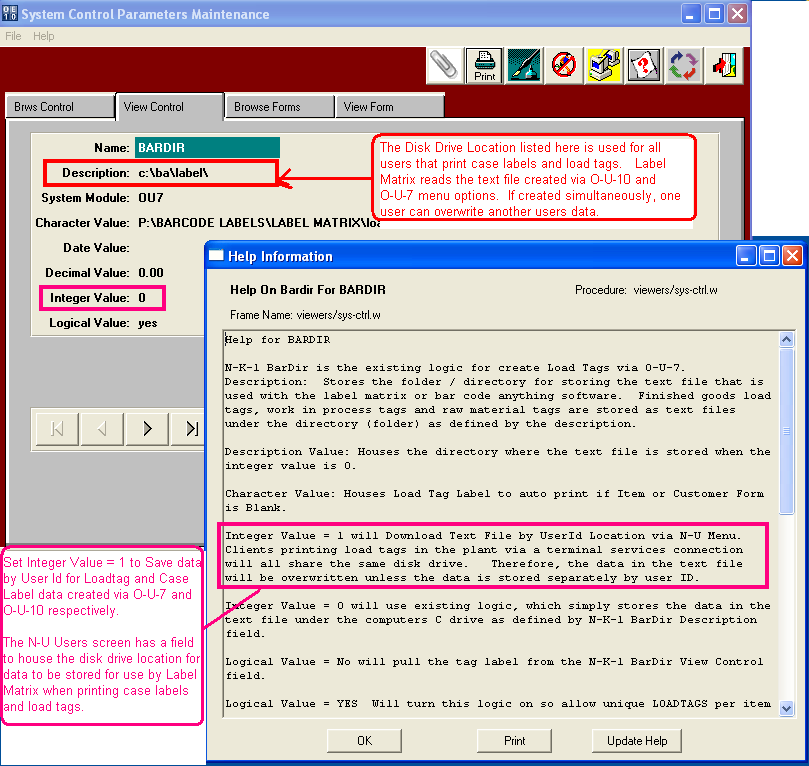 System Control Parameters Maintenance
File Help
Print
Brws Control View Control Browse Forms View Form
Name: BARDIR
Description: c:\ba\label\
System Module: OU7
Character Value: P:\BARCODE LABELS\LABEL MATRIX\loa
Date Value:
Decimal Value: 0.00
Integer Value: 0
Logical Value: yes
The Disk Drive Location listed here is used for all
users that print case labels and load tags. Label
Matrix reads the text file created via O-U-10 and
O-U-7 menu options. If created simultaneously, one
user can overwrite another users data.
Help Information
Help On Bardir For BARDIR Procedure: viewers/sys-ctrl.w
Frame Name: viewers/sys-ctrl.w
Help for BARDIR
N-K-1 BarDir is the existing logic for create Load Tags via O-U-7.
Description: Stores the folder / directory for storing the text file that is
used with the label matrix or bar code anything software. Finished goods load
tags, work in process tags and raw material tags are stored as text files
under the directory (folder) as defined by the description.
Description Value: Houses the directory where the text file is stored when the
integer value is 0.
Character Value: Houses Load Tag Label to auto print if Item or Customer Form
is Blank.
Integer Value = 1 will Download Text File by UserId Location via N-U Menu.
Clients printing load tags in the plant via a terminal services connection
will all share the same disk drive. Therefore, the data in the text file
will be overwritten unless the data is stored separately by user ID.
Integer Value = 0 will use existing logic, which simply stores the data in the
text file under the computers C drive as defined by N-K-1 BarDir Description
field.
Logical Value = No will pull the tag label from the N-K-1 BarDir View Control
field.
Logical Value = YES Will turn this logic on so allow unique LOADTAGS per item
OK Print Update Help
Set Integer Value = 1 to Save data
by User Id for Loadtag and Case
Label data created via O-U-7 and
O-U-10 respectively.
The N-U Users screen has a field
to house the disk drive location for
data to be stored for use by Label
Matrix when printing case labels
and load tags.